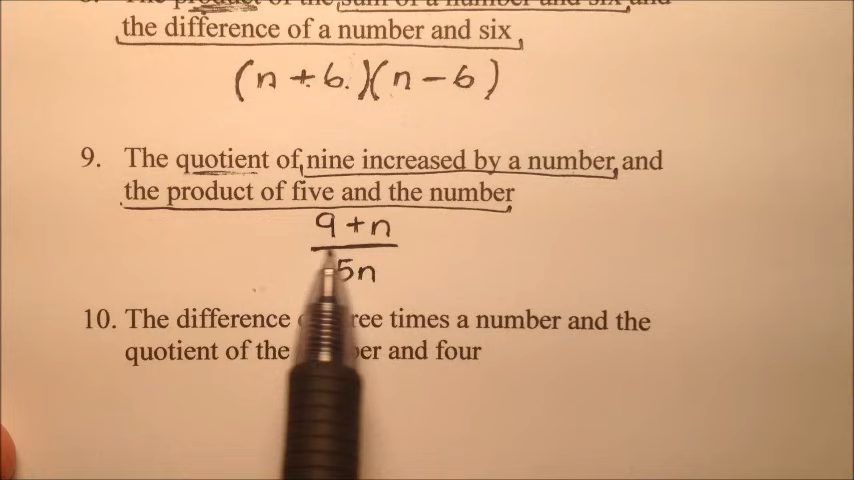 the difference of a number and six
(n + 6)(n - 6)
9. The quotient of nine increased by a number, and
the product of five and the number
9 + n
5n
10. The difference times a number and the
quotient of the and four